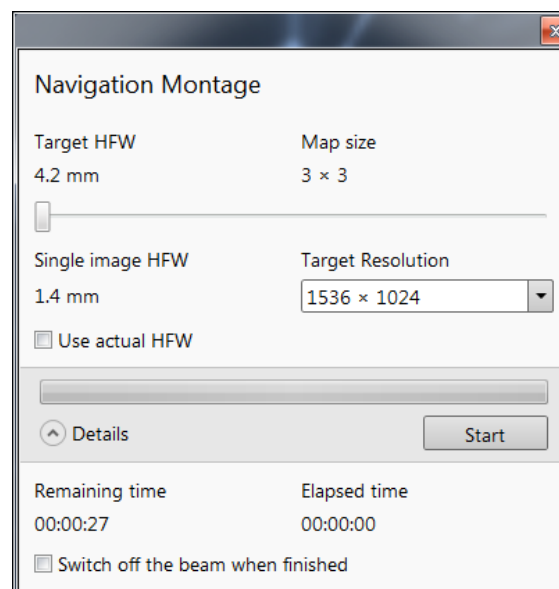 Navigation Montage
Target HFW Map size
4.2 mm 3 × 3
Single image HFW Target Resolution
1.4 mm 1536 × 1024
Use actual HFW
Details Start
Remaining time Elapsed time
00:00:27 00:00:00
Switch off the beam when finished